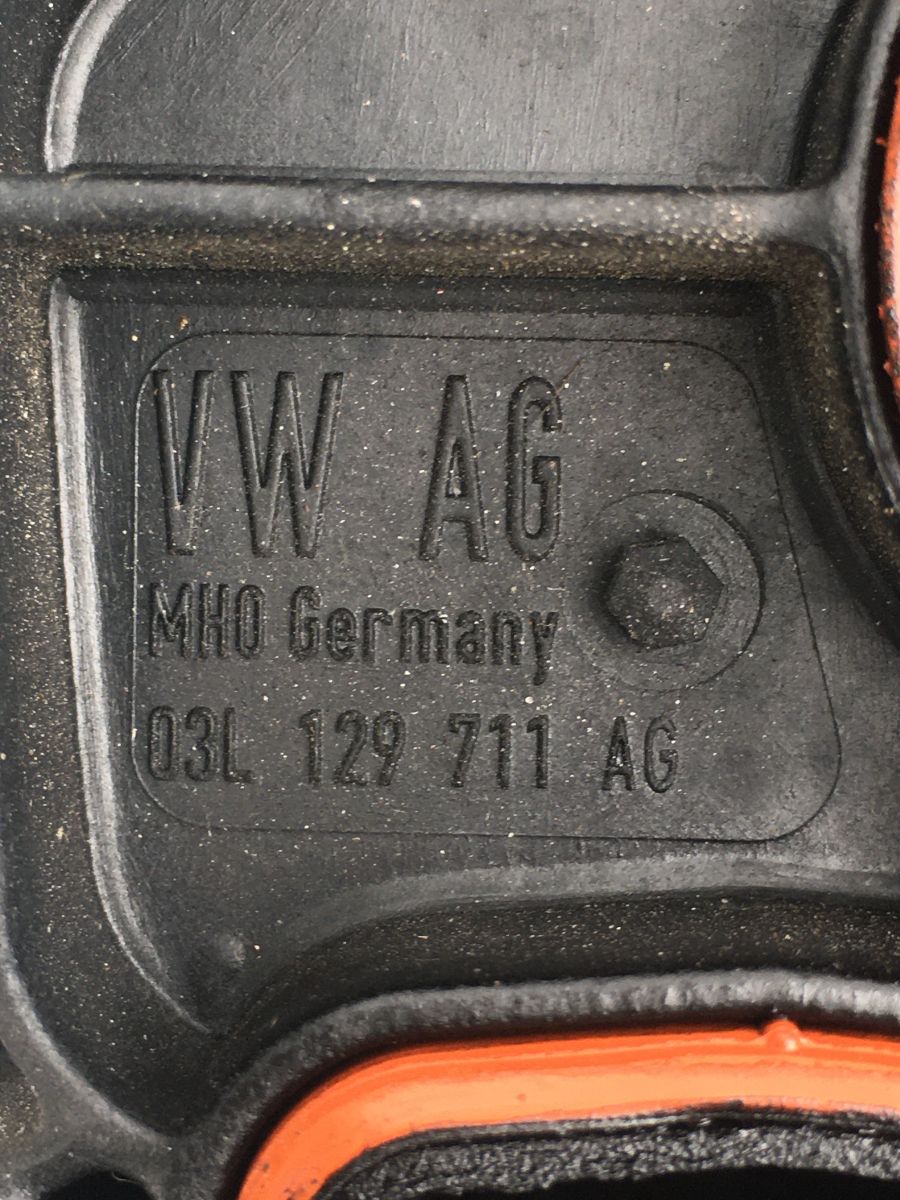 VW AG
MHO Germany
03L 129 711 AG